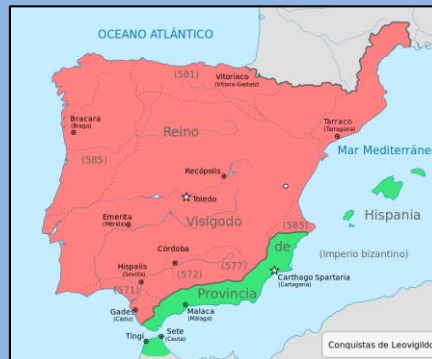 OCEANO ATLÁNTICO
(581)
Vitoriaco
(Vitoria-Gasteiz)
Bracara
(Braga)
Reino
Tarraco
(Tarragona)
(585)
Mar Mediterráneo
Recópolis
Toledo
Emerita
(Mérida)
Visigodo
Hispania
(585)
de
Córdoba
(Imperio bizantino)
Hispalis
(Sevilla)
(572)
(577)
Carthago Spartaria
(Cartagena)
(571)
Provincia
Gades
(Cádiz)
Malaca
(Málaga)
Tingi
Sete
(Ceuta)
Conquistas de Leovigildo